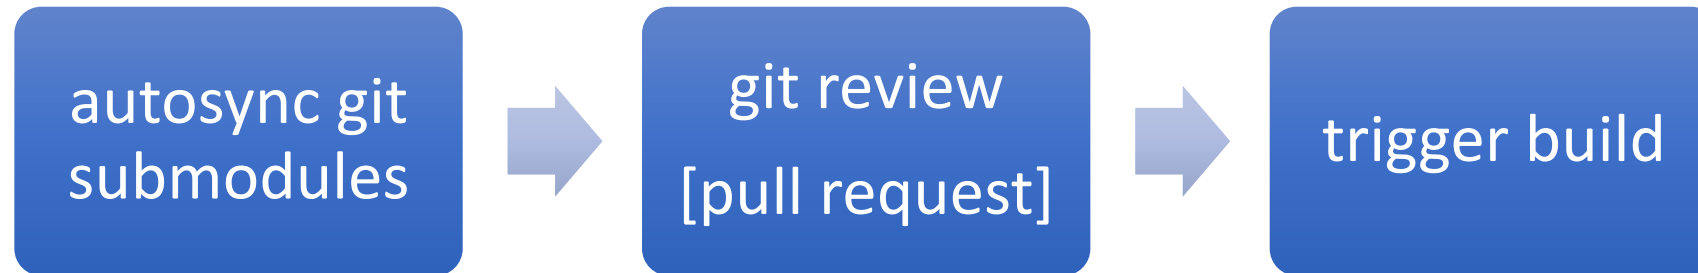 autosync git
submodules
git review
[pull request]
trigger build